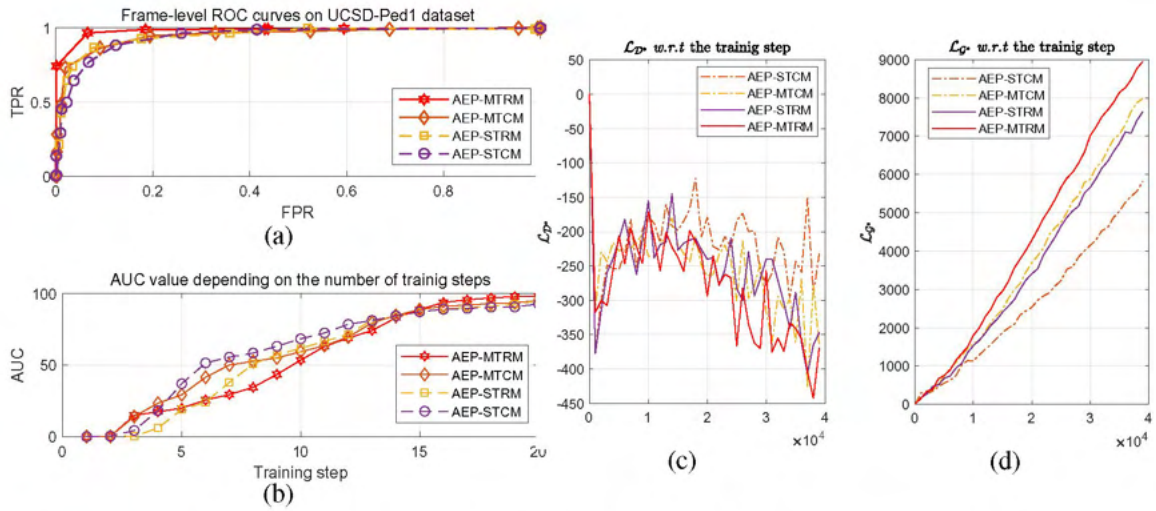 Frame-level ROC curves on UCSD-Ped1 dataset
1
0.5
0
TPR
0 0.2 0.4 0.6 0.8
FPR
AEP-MTRM
AEP-MTCM
AEP-STRM
AEP-STCM
(a)
AUC value depending on the number of trainig steps
100
50
0
AUC
0 5 10 15 20
Training step
AEP-MTRM
AEP-MTCM
AEP-STRM
AEP-STCM
(b)
ℒ𝒟* w.r.t the trainig step
50
0
-50
-100
-150
-200
-250
-300
-350
-400
-450
ℒ𝒟*
0 1 2 3 4
×10⁴
AEP-STCM
AEP-MTCM
AEP-STRM
AEP-MTRM
(c)
ℒ𝒢* w.r.t the trainig step
9000
8000
7000
6000
5000
4000
3000
2000
1000
0
ℒ𝒢*
0 1 2 3 4
×10⁴
AEP-STCM
AEP-MTCM
AEP-STRM
AEP-MTRM
(d)